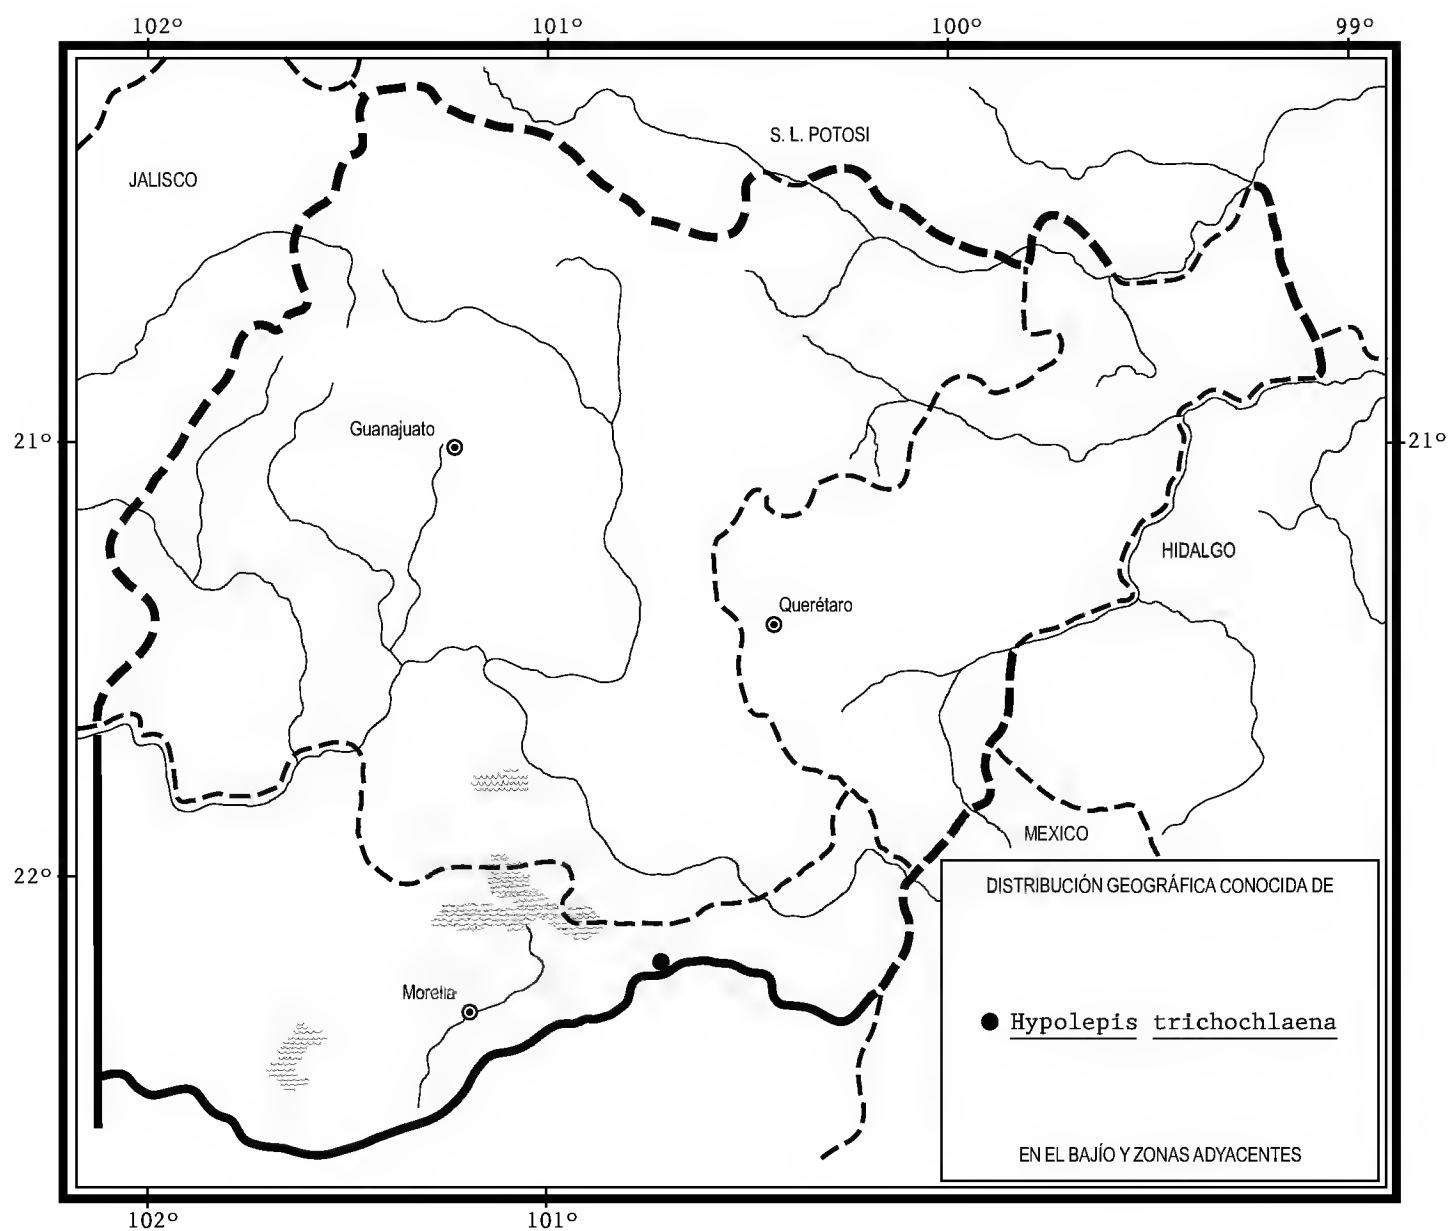 102° 101° 100° 99°
S. L. POTOSI
JALISCO
Guanajuato
21° 21°
HIDALGO
Querétaro
MEXICO
22°
DISTRIBUCIÓN GEOGRÁFICA CONOCIDA DE
Morelia
Hypolepis trichochlaena
EN EL BAJÍO Y ZONAS ADYACENTES
102° 101°